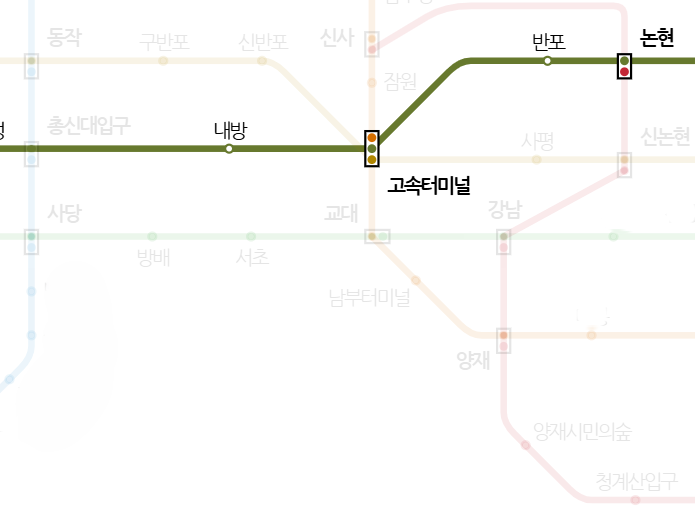 동작
구반포
신반포
신사
반포
논현
잠원
총신대입구
내방
사평
신논현
고속터미널
사당
교대
강남
방배
서초
남부터미널
양재
양재시민의숲
청계산입구